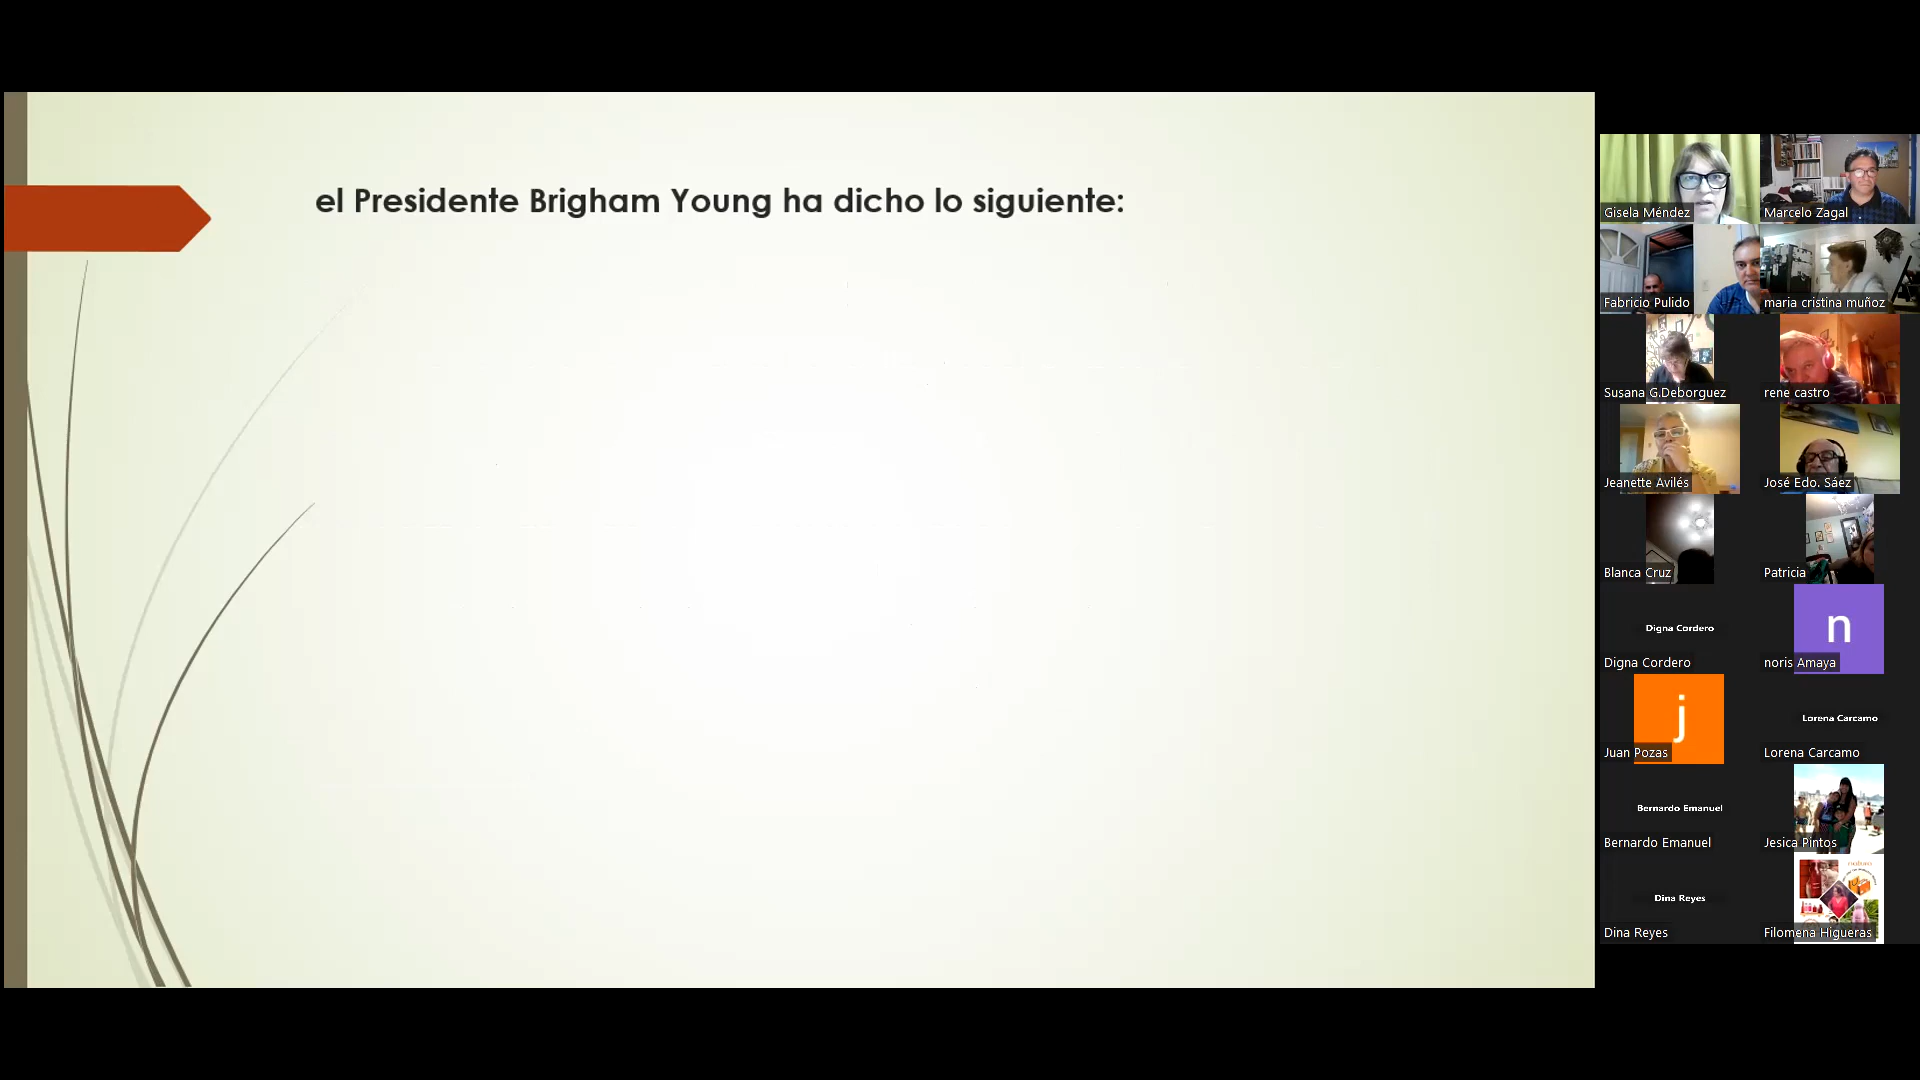 el Presidente Brigham Young ha dicho lo siguiente:
Gisela Méndez
Marcelo Zagal
Fabricio Pulido
maria cristina muñoz
Susana G.Deborguez
rene castro
Jeanette Avilés
José Edo. Sáez
Blanca Cruz
Patricia
Digna Cordero
Digna Cordero
n
noris Amaya
j
Juan Pozas
Lorena Carcamo
Lorena Carcamo
Bernardo Emanuel
Bernardo Emanuel
Jesica Pintos
Dina Reyes
Dina Reyes
Filomena Higueras